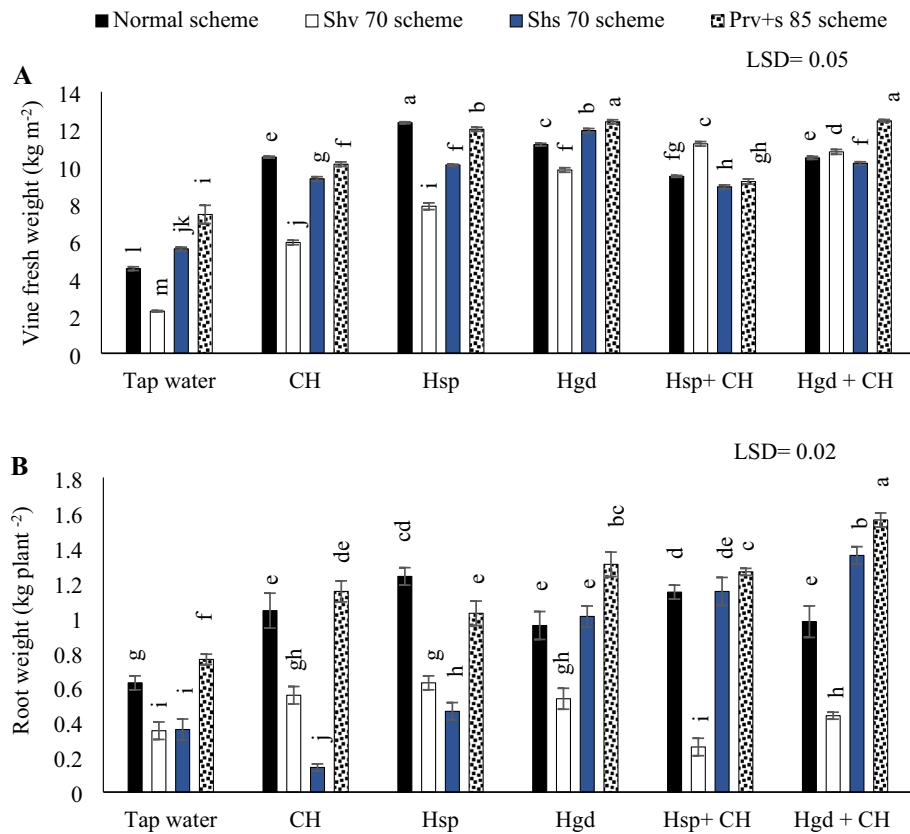 Normal scheme Shv 70 scheme Shs 70 scheme Prv+s 85 scheme
A
LSD= 0.05
Vine fresh weight (kg m⁻²)
14
12
10
8
6
4
2
0
l m jk i e j g f a i f b c f b a fg c h gh e d f a
Tap water CH Hsp Hgd Hsp+ CH Hgd + CH
B
LSD= 0.02
Root weight (kg plant ⁻²)
1.8
1.6
1.4
1.2
1
0.8
0.6
0.4
0.2
0
g i i f e gh j de cd g h e e gh e bc d i de c e h b a
Tap water CH Hsp Hgd Hsp+ CH Hgd + CH